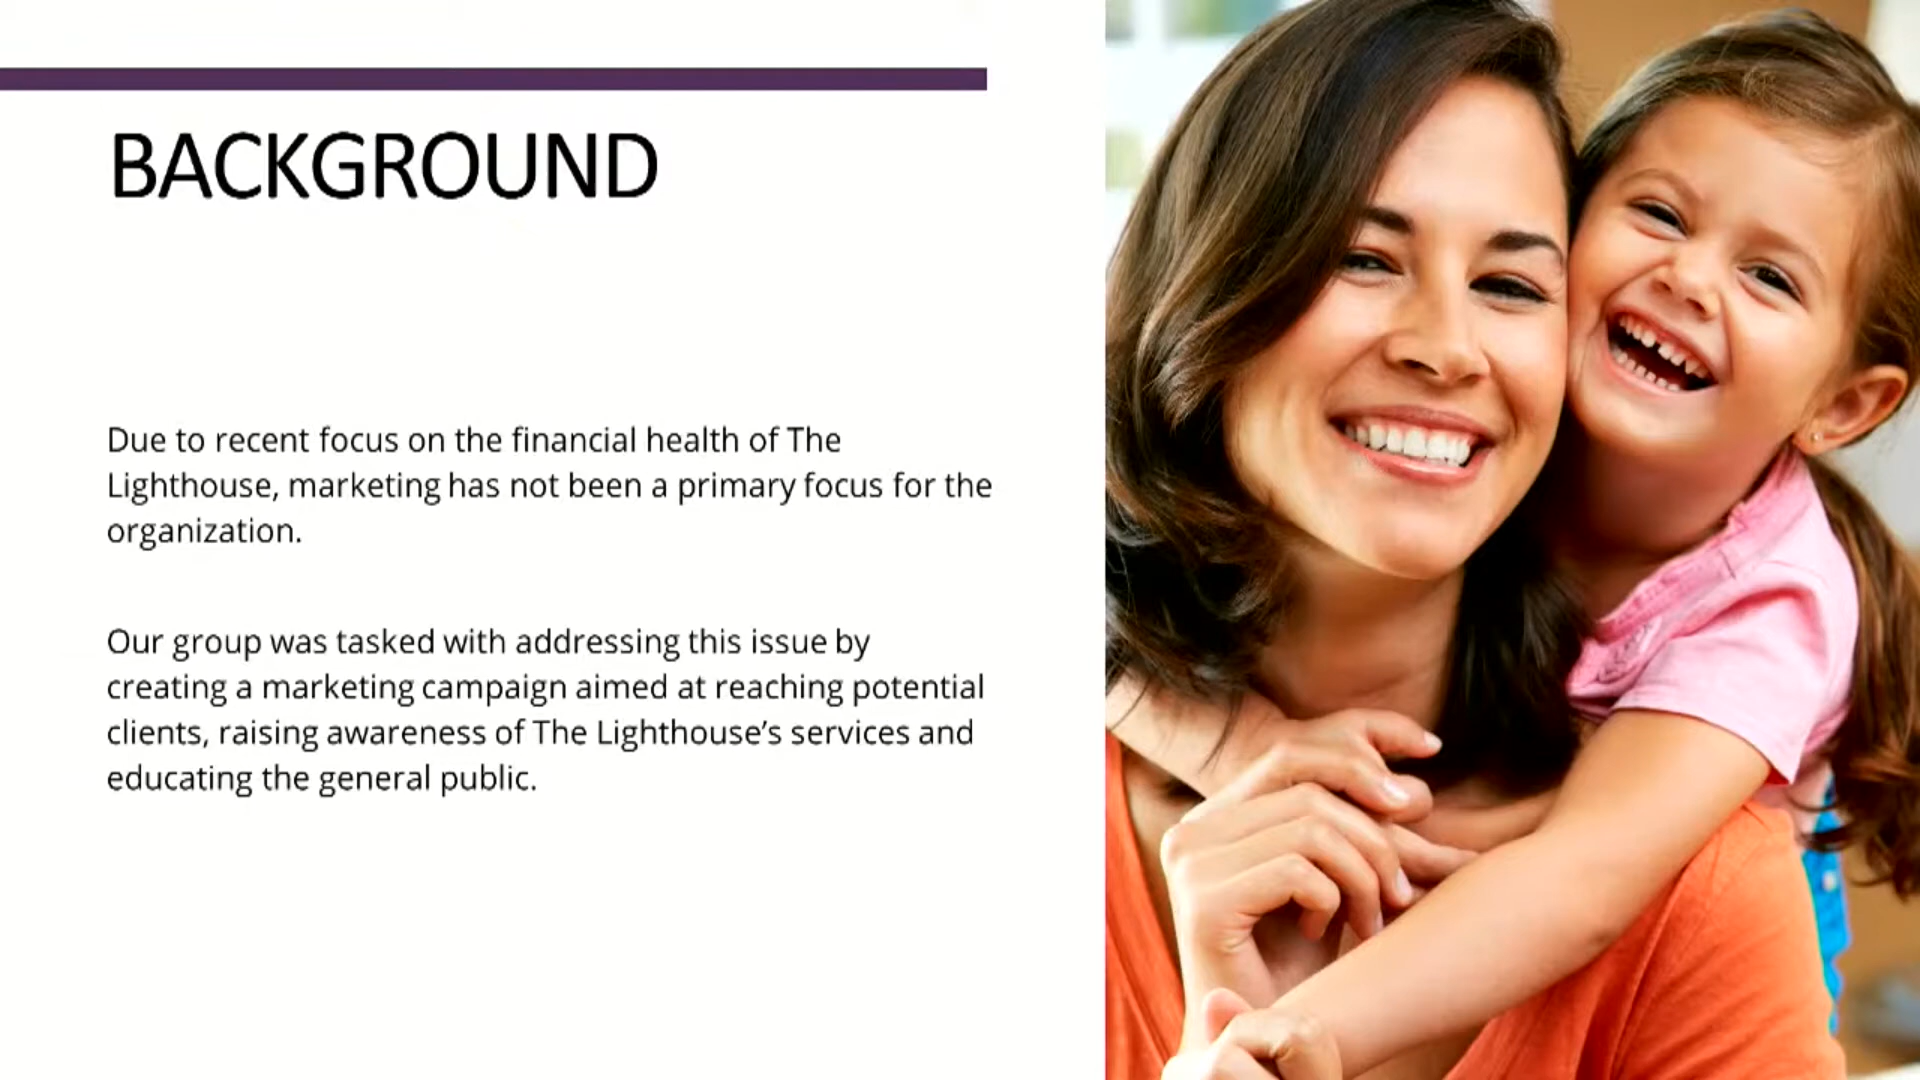 BACKGROUND
Due to recent focus on the financial health of The
Lighthouse, marketing has not been a primary focus for the
organization.
Our group was tasked with addressing this issue by
creating a marketing campaign aimed at reaching potential
clients, raising awareness of The Lighthouse’s services and
educating the general public.